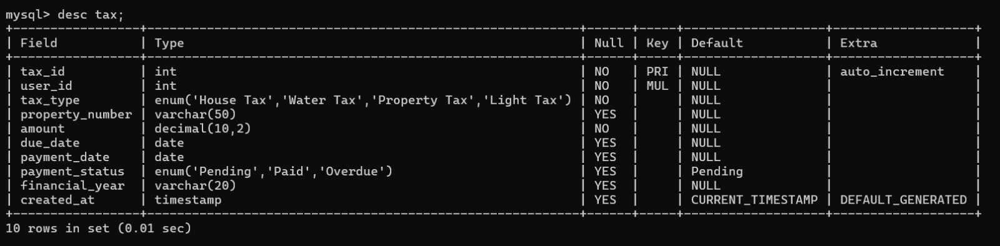 mysql> desc tax;
+-----------------+---------------------------------------------------------+------+-----+-------------------+-------------------+
| Field           | Type                                                    | Null | Key | Default           | Extra             |
+-----------------+---------------------------------------------------------+------+-----+-------------------+-------------------+
| tax_id          | int                                                     | NO   | PRI | NULL              | auto_increment    |
| user_id         | int                                                     | NO   | MUL | NULL              |                   |
| tax_type        | enum('House Tax','Water Tax','Property Tax','Light Tax') | NO   |     | NULL              |                   |
| property_number | varchar(50)                                             | YES  |     | NULL              |                   |
| amount          | decimal(10,2)                                           | NO   |     | NULL              |                   |
| due_date        | date                                                    | YES  |     | NULL              |                   |
| payment_date    | date                                                    | YES  |     | NULL              |                   |
| payment_status  | enum('Pending','Paid','Overdue')                        | YES  |     | Pending           |                   |
| financial_year  | varchar(20)                                             | YES  |     | NULL              |                   |
| created_at      | timestamp                                               | YES  |     | CURRENT_TIMESTAMP | DEFAULT_GENERATED |
+-----------------+---------------------------------------------------------+------+-----+-------------------+-------------------+
10 rows in set (0.01 sec)